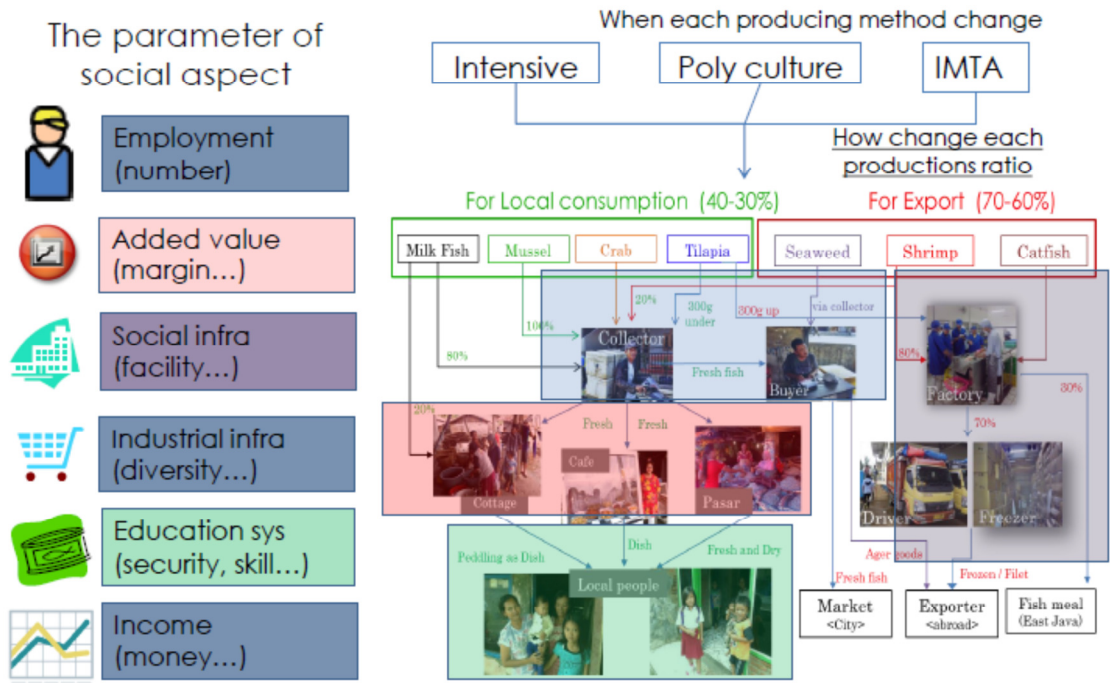 The parameter of
social aspect
Employment
(number)
Added value
(margin...)
Social infra
(facility...)
Industrial infra
(diversity...)
Education sys
(security, skill...)
Income
(money...)
When each producing method change
Intensive
Poly culture
IMTA
How change each
productions ratio
For Local consumption (40-30%)
For Export (70-60%)
Milk Fish
Mussel
Crab
Tilapia
Seaweed
Shrimp
Catfish
20%
300g
under
300g up
via collector
100%
Collector
80%
Fresh fish
Buyer
80%
Factory
30%
70%
20%
Fresh
Fresh
Cafe
Cottage
Pasar
Driver
Freezer
Peddling as Dish
Dish
Fresh and Dry
Local people
Ager goods
Fresh fish
Frozen / Filet
Market
<City>
Exporter
<abroad>
Fish meal
(East Java)